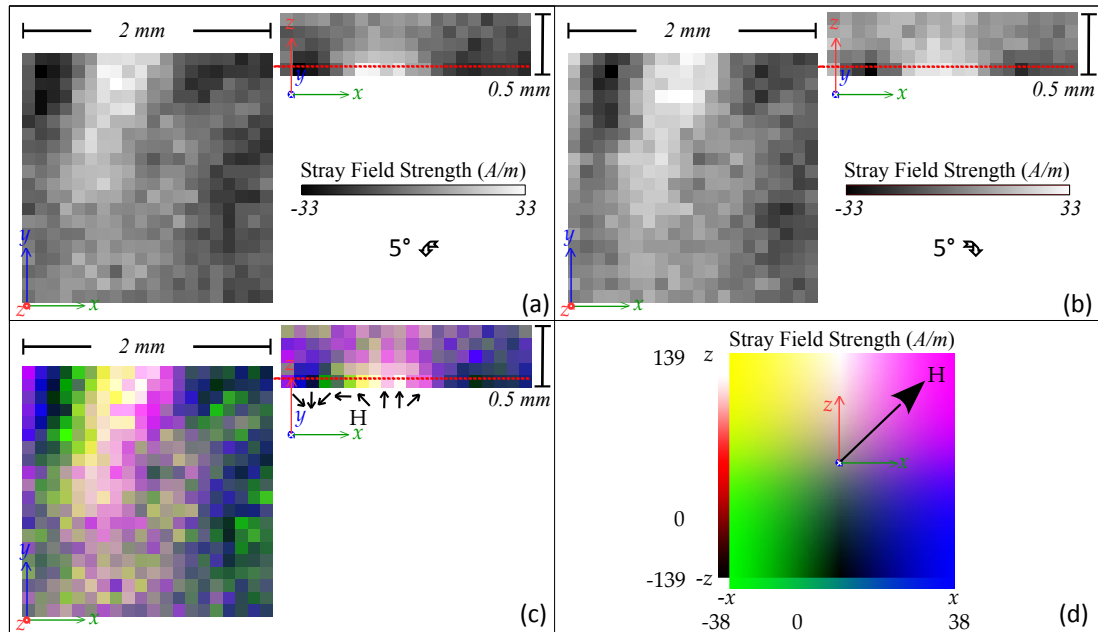 2 mm
z
y
x
0.5 mm
Stray Field Strength (A/m)
-33 33
5°
y
z x
(a)
2 mm
z
y
x
0.5 mm
Stray Field Strength (A/m)
-33 33
5°
y
z x
(b)
2 mm
z
H
y
x
0.5 mm
y
z x
(c)
Stray Field Strength (A/m)
139 z
H
z
x
0
-139 -z
-x x
-38 0 38
(d)